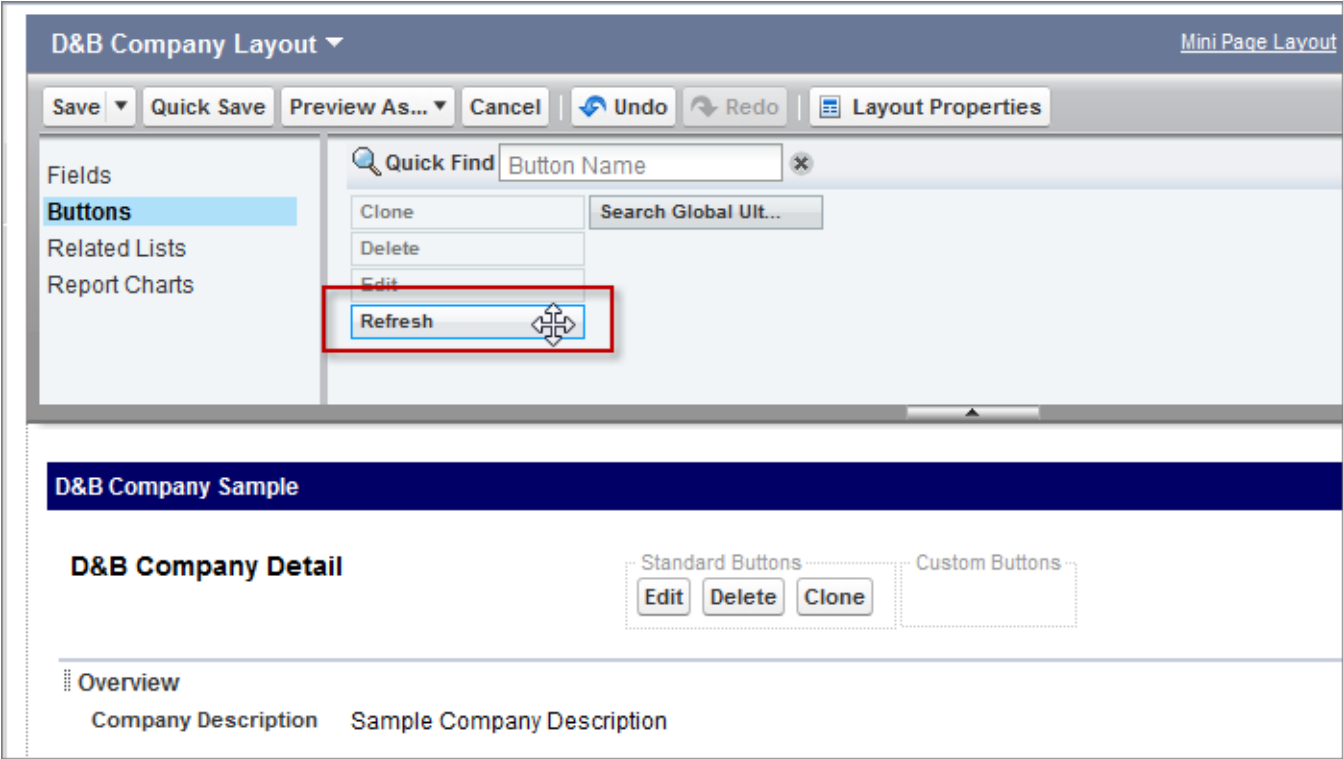 D&B Company Layout Mini Page Layout
Save Quick Save Preview As... Cancel Undo Redo Layout Properties
Fields
Buttons
Related Lists
Report Charts
Quick Find Button Name
Clone Search Global Ult...
Delete
Edit
Refresh
D&B Company Sample
D&B Company Detail
Standard Buttons Custom Buttons
Edit Delete Clone
Overview
Company Description Sample Company Description